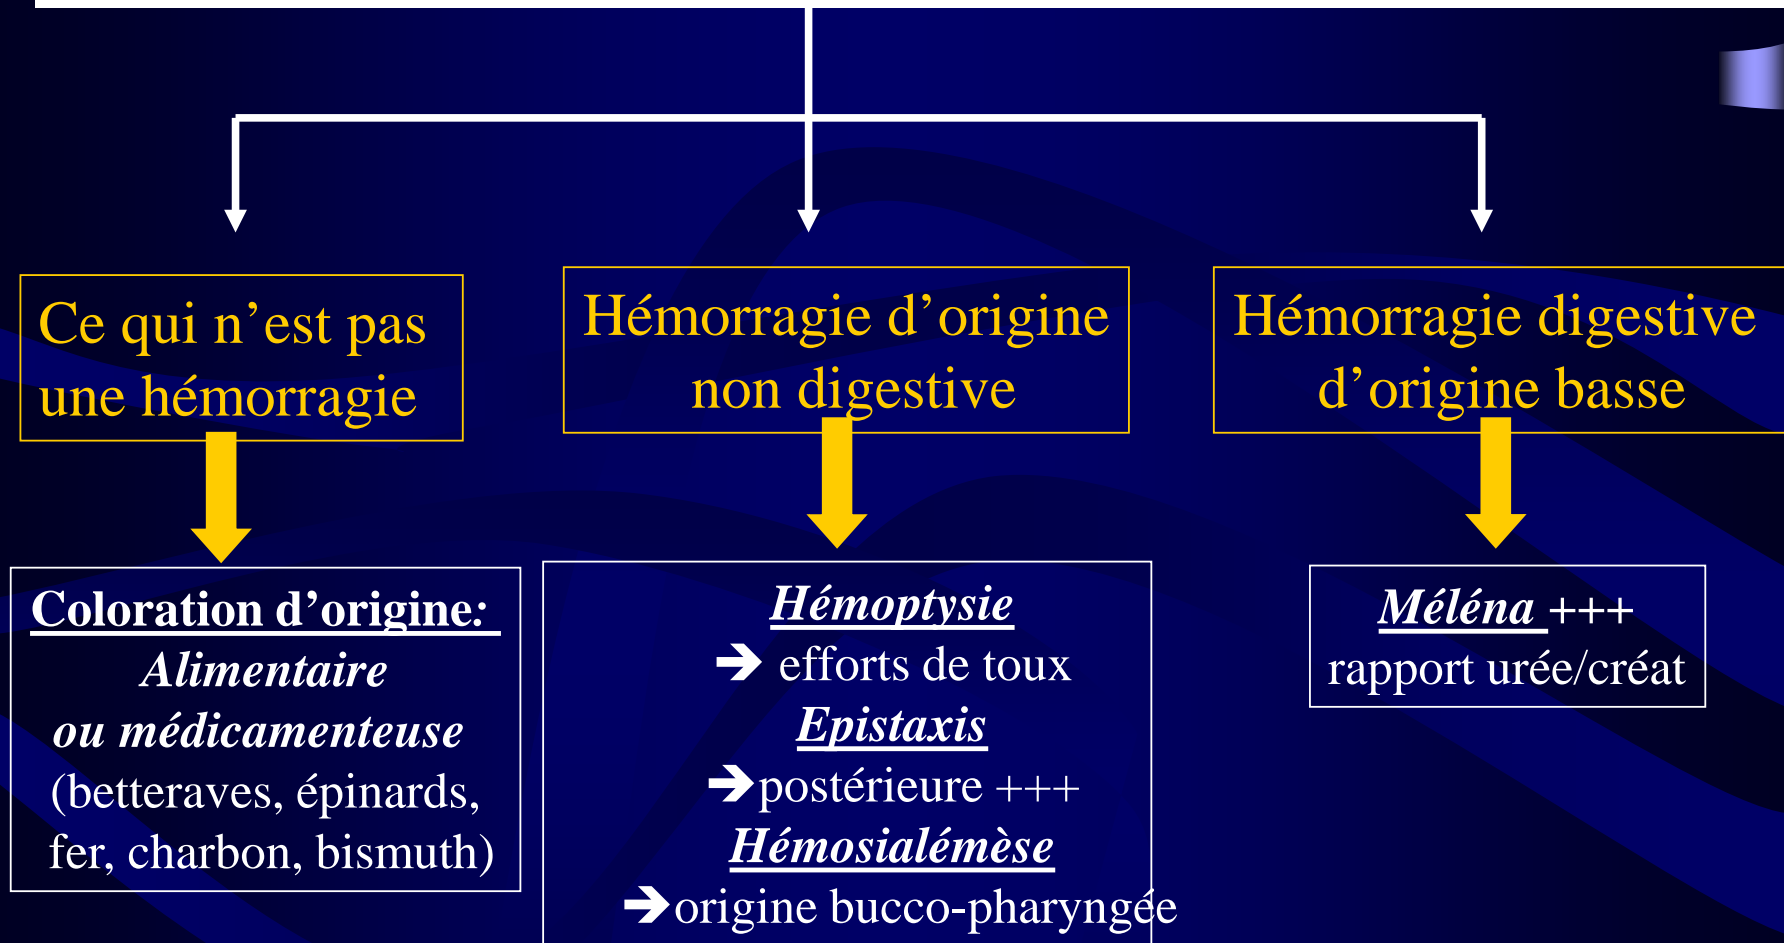 Ce qui n’est pas
une hémorragie
Hémorragie d’origine
non digestive
Hémorragie digestive
d’origine basse
Coloration d’origine:
Alimentaire
ou médicamenteuse
(betteraves, épinards,
fer, charbon, bismuth)
Hémoptysie
➔ efforts de toux
Epistaxis
➔postérieure +++
Hémosialémèse
➔origine bucco-pharyngée
Méléna +++
rapport urée/créat